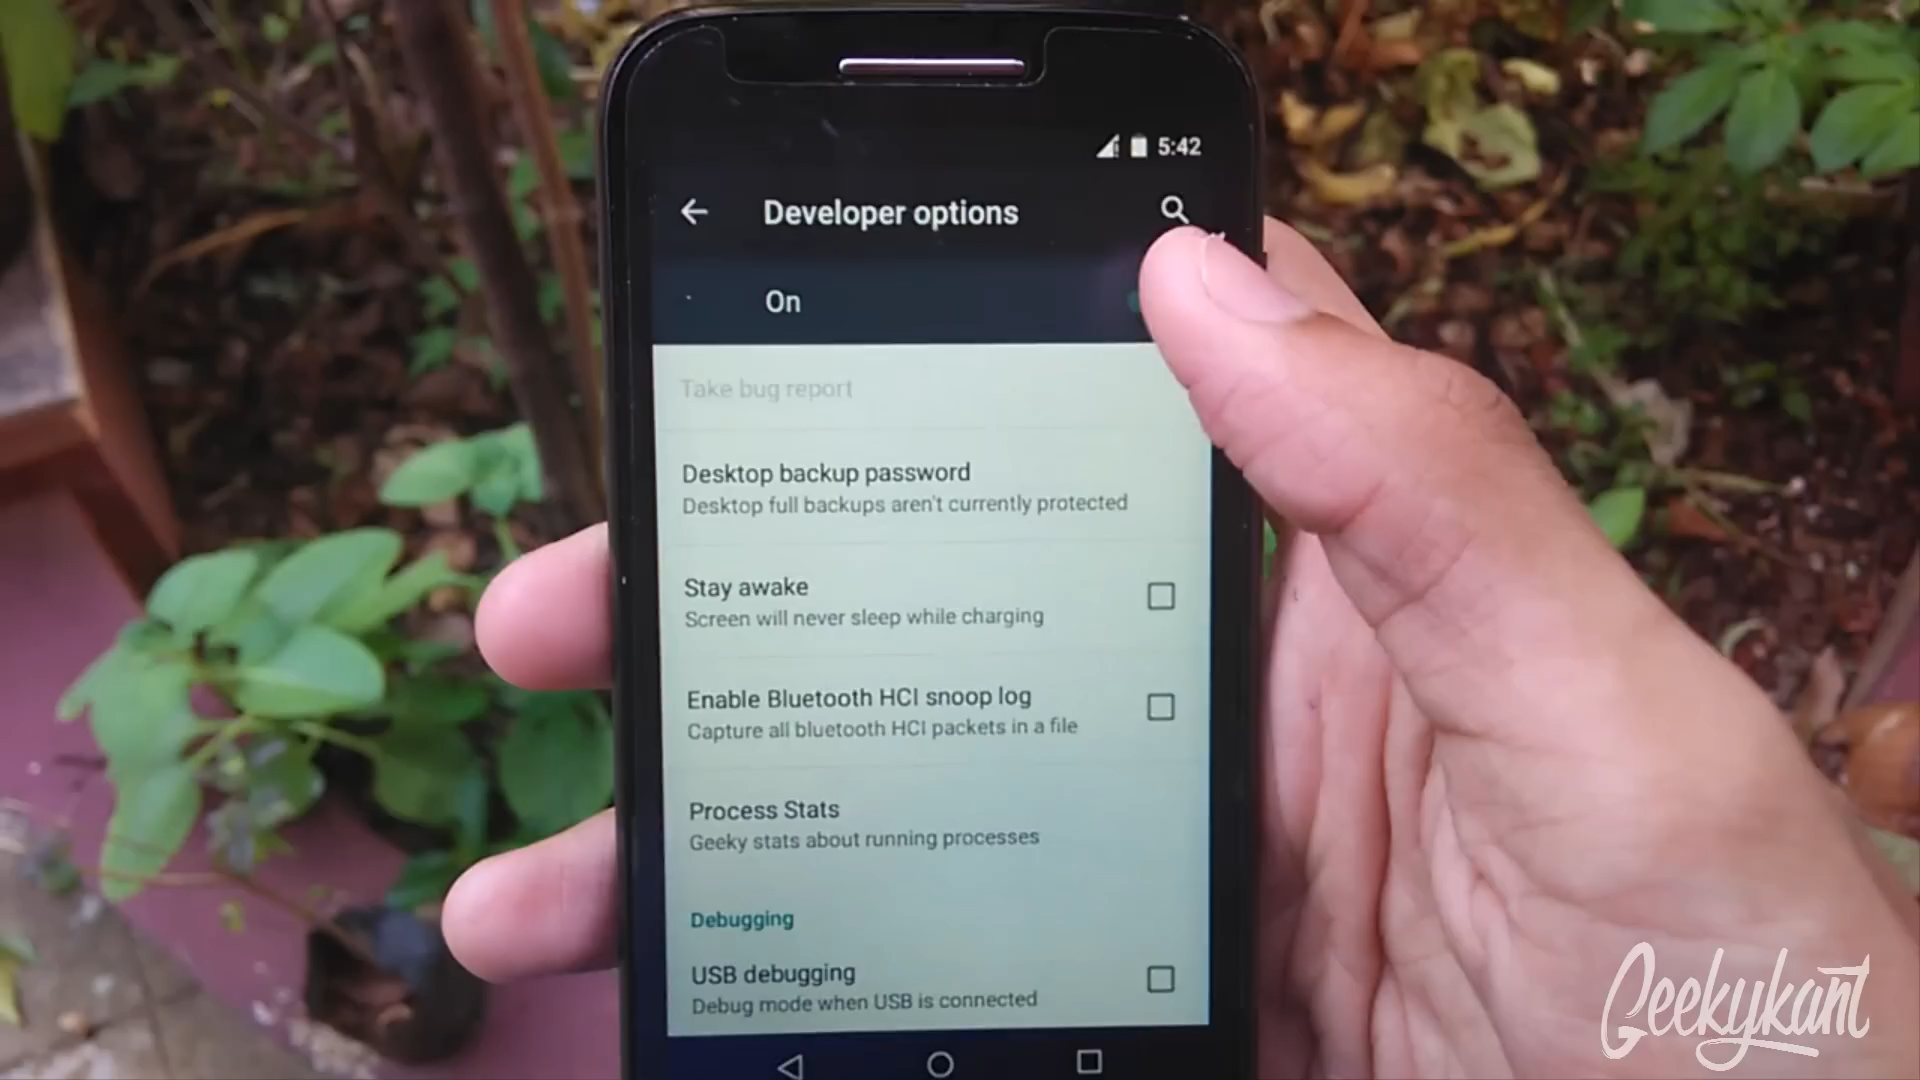 5:42
Developer options
On
Take bug report
Desktop backup password
Desktop full backups aren't currently protected
Stay awake
Screen will never sleep while charging
Enable Bluetooth HCI snoop log
Capture all bluetooth HCI packets in a file
Process Stats
Geeky stats about running processes
Debugging
USB debugging
Debug mode when USB is connected
Geekykant